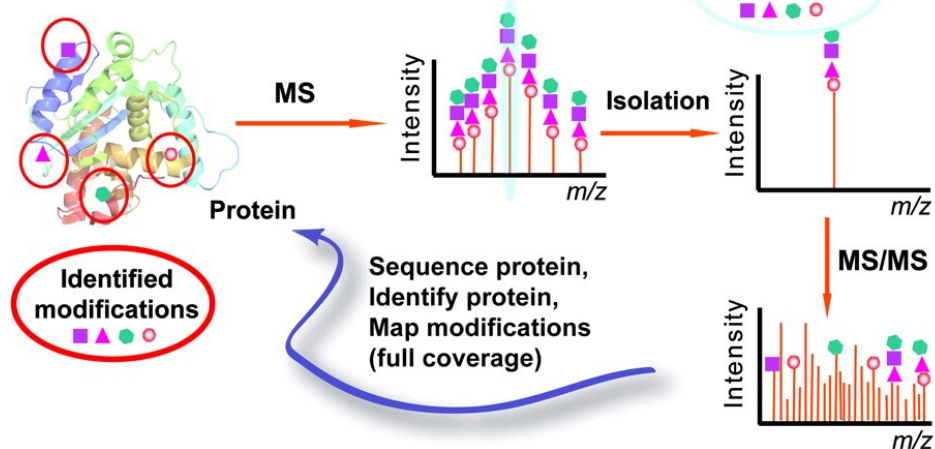 MS
Intensity
m/z
Isolation
Intensity
m/z
Protein
MS/MS
Identified
modifications
Sequence protein,
Identify protein,
Map modifications
(full coverage)
Intensity
m/z